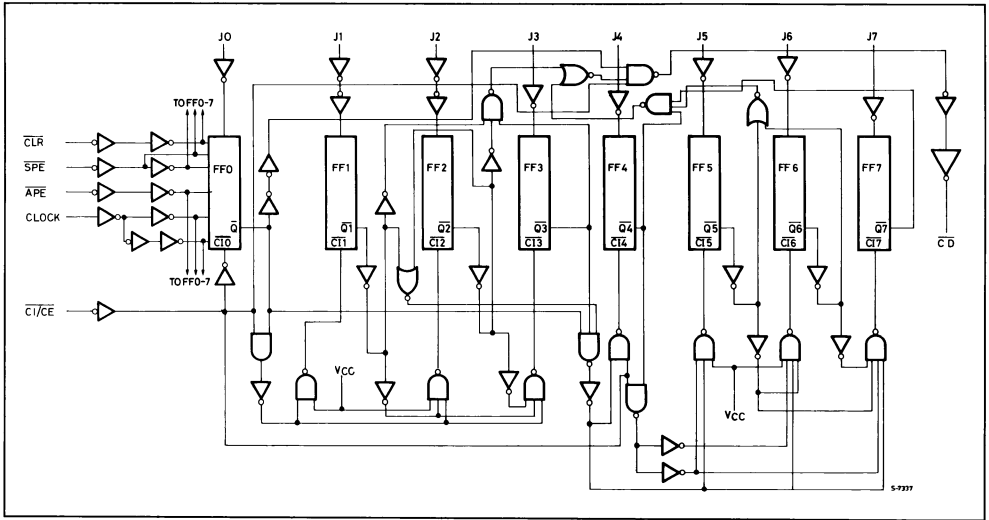 J0 J1 J2 J3 J4 J5 J6 J7
TO FF0-7
CLR
SPE
APE
CLOCK
FF0 FF1 FF2 FF3 FF4 FF5 FF6 FF7
Q Q1 Q2 Q3 Q4 Q5 Q6 Q7
CI0 CI1 CI2 CI3 CI4 CI5 CI6 CI7
CD
TO FF0-7
CI/CE
VCC
VCC
S-7337